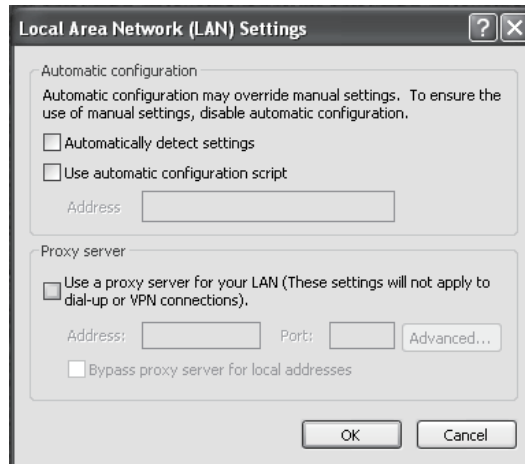 Local Area Network (LAN) Settings
Automatic configuration
Automatic configuration may override manual settings. To ensure the
use of manual settings, disable automatic configuration.
Automatically detect settings
Use automatic configuration script
Address
Proxy server
Use a proxy server for your LAN (These settings will not apply to
dial-up or VPN connections).
Address: Port: Advanced...
Bypass proxy server for local addresses
OK Cancel